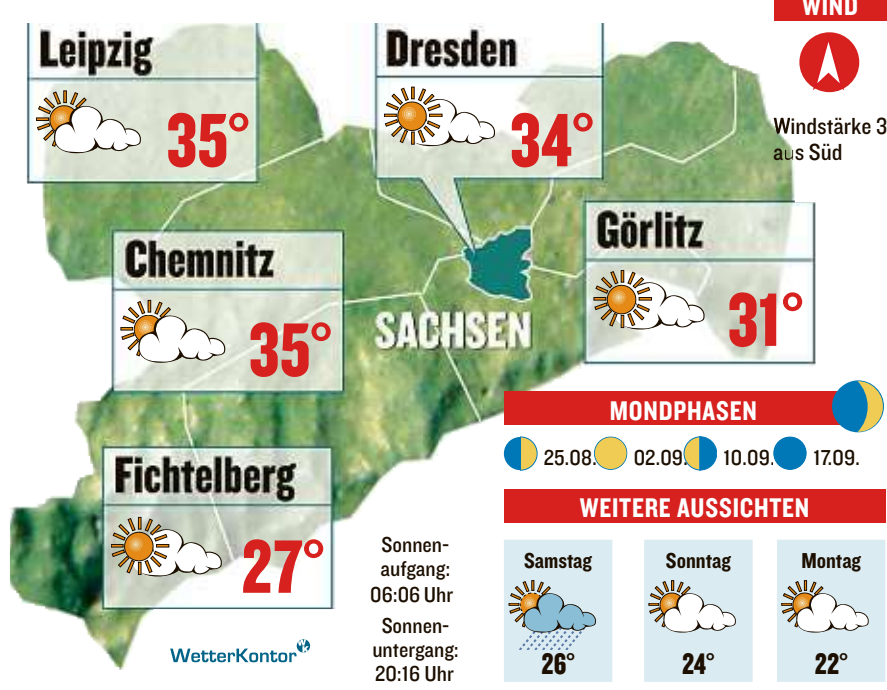 WIND
Windstärke 3
aus Süd
Leipzig
35°
Dresden
34°
Görlitz
31°
Chemnitz
35°
SACHSEN
Fichtelberg
27°
MONDPHASEN
25.08. 02.09. 10.09. 17.09.
WEITERE AUSSICHTEN
Samstag Sonntag Montag
26° 24° 22°
Sonnen-
aufgang:
06:06 Uhr
Sonnen-
untergang:
20:16 Uhr
WetterKontor